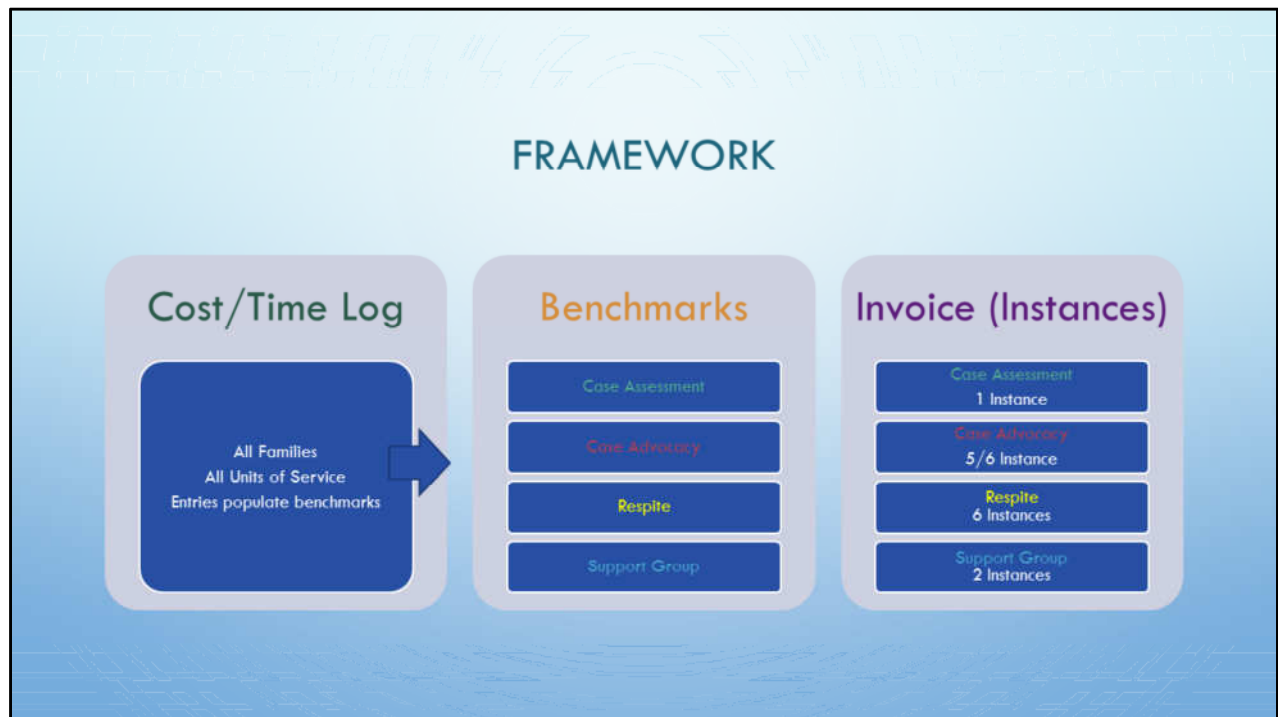 FRAMEWORK
Cost/Time Log
All Families
All Units of Service
Entries populate benchmarks
Benchmarks
Case Assessment
Case Advocacy
Respite
Support Group
Invoice (Instances)
Case Assessment
1 Instance
Case Advocacy
5/6 Instance
Respite
6 Instances
Support Group
2 Instances